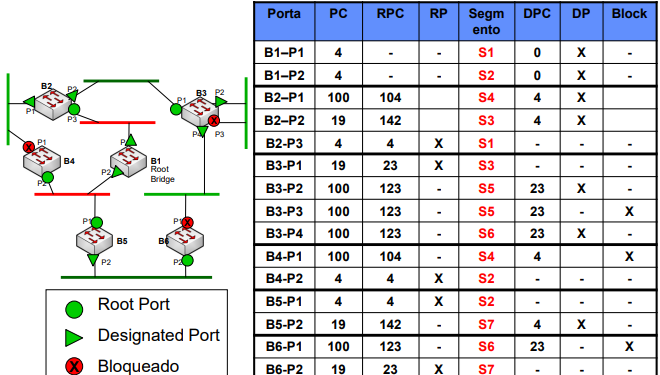 Porta PC RPC RP Segm ento DPC DP Block
B1–P1 4 - - S1 0 X -
B1–P2 4 - - S2 0 X -
B2–P1 100 104 S4 4 X -
B2–P2 19 142 S3 4 X -
B2-P3 4 4 X S1 - - -
B3-P1 19 23 X S3 - - -
B3-P2 100 123 - S5 23 X -
B3-P3 100 123 - S5 23 - X
B3-P4 100 123 - S6 23 X -
B4-P1 100 104 - S4 4 X
B4-P2 4 4 X S2 - - -
B5-P1 4 4 X S2 - - -
B5-P2 19 142 - S7 4 X -
B6-P1 100 123 - S6 23 - X
B6-P2 19 23 X S7 - - -
B2
P1
P2
P3
B3
P2
P3
P4
P1
B4
P2
P1
P2
B1
Root
Bridge
P1
B5
P2
P1
B6
P2
Root Port
Designated Port
X Bloqueado